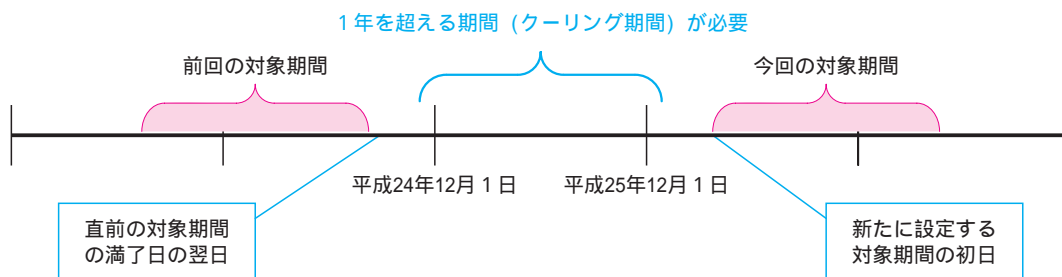 １年を超える期間（クーリング期間）が必要
前回の対象期間
今回の対象期間
平成24年12月１日
平成25年12月１日
直前の対象期間
の満了日の翌日
新たに設定する
対象期間の初日